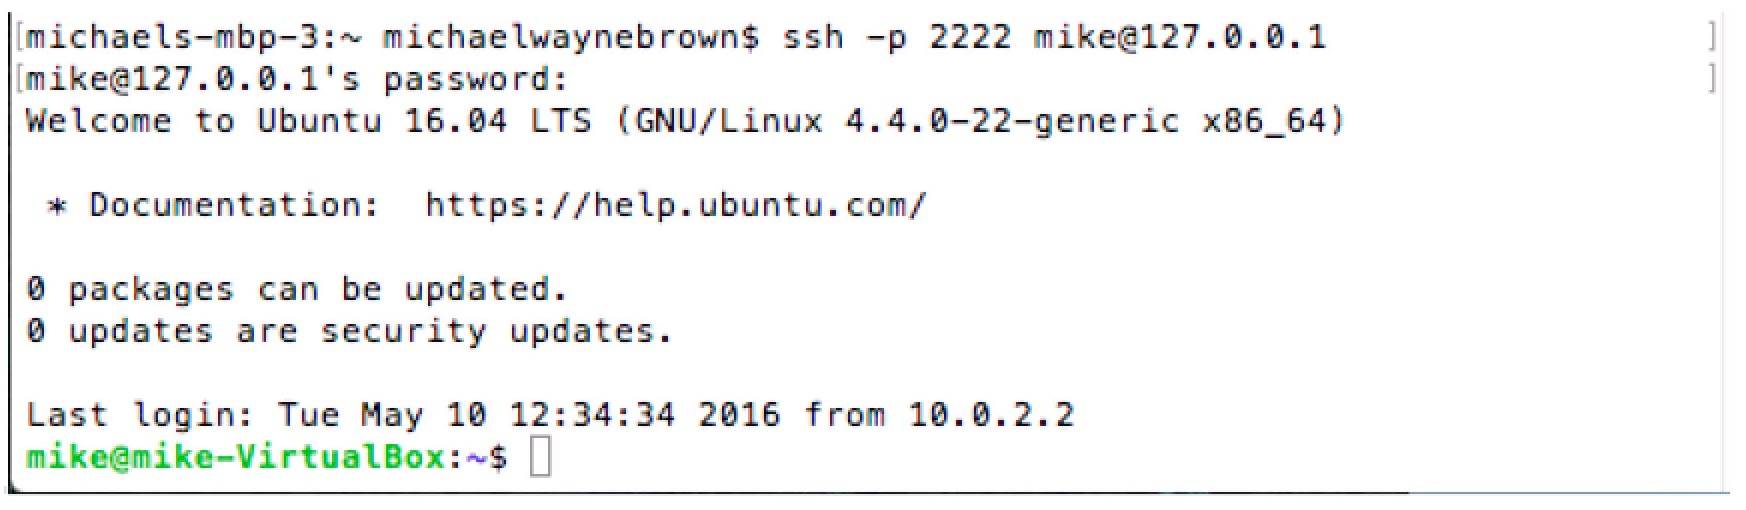 [michaels-mbp-3:~ michaelwaynebrown$ ssh -p 2222 mike@127.0.0.1 ]
[mike@127.0.0.1's password: ]
Welcome to Ubuntu 16.04 LTS (GNU/Linux 4.4.0-22-generic x86_64)
* Documentation:  https://help.ubuntu.com/
0 packages can be updated.
0 updates are security updates.
Last login: Tue May 10 12:34:34 2016 from 10.0.2.2
mike@mike-VirtualBox:~$